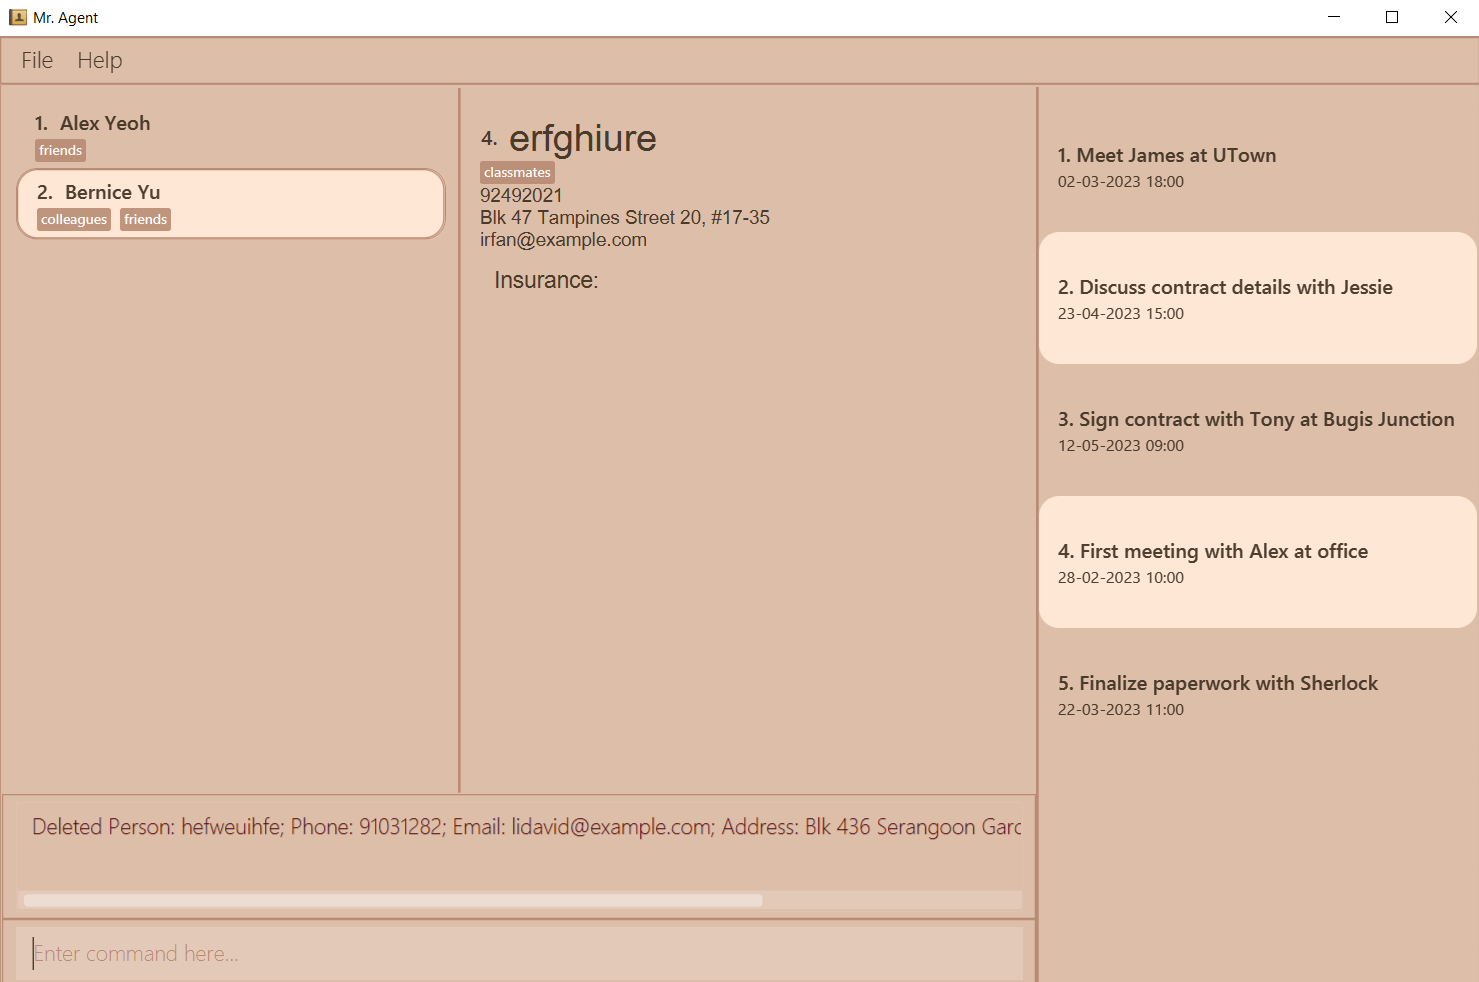 Mr. Agent
File Help
1. Alex Yeoh
friends
2. Bernice Yu
colleagues friends
4. erfghiure
classmates
92492021
Blk 47 Tampines Street 20, #17-35
irfan@example.com
Insurance:
1. Meet James at UTown
02-03-2023 18:00
2. Discuss contract details with Jessie
23-04-2023 15:00
3. Sign contract with Tony at Bugis Junction
12-05-2023 09:00
4. First meeting with Alex at office
28-02-2023 10:00
5. Finalize paperwork with Sherlock
22-03-2023 11:00
Deleted Person: hefweuihfe; Phone: 91031282; Email: lidavid@example.com; Address: Blk 436 Serangoon
Enter command here...